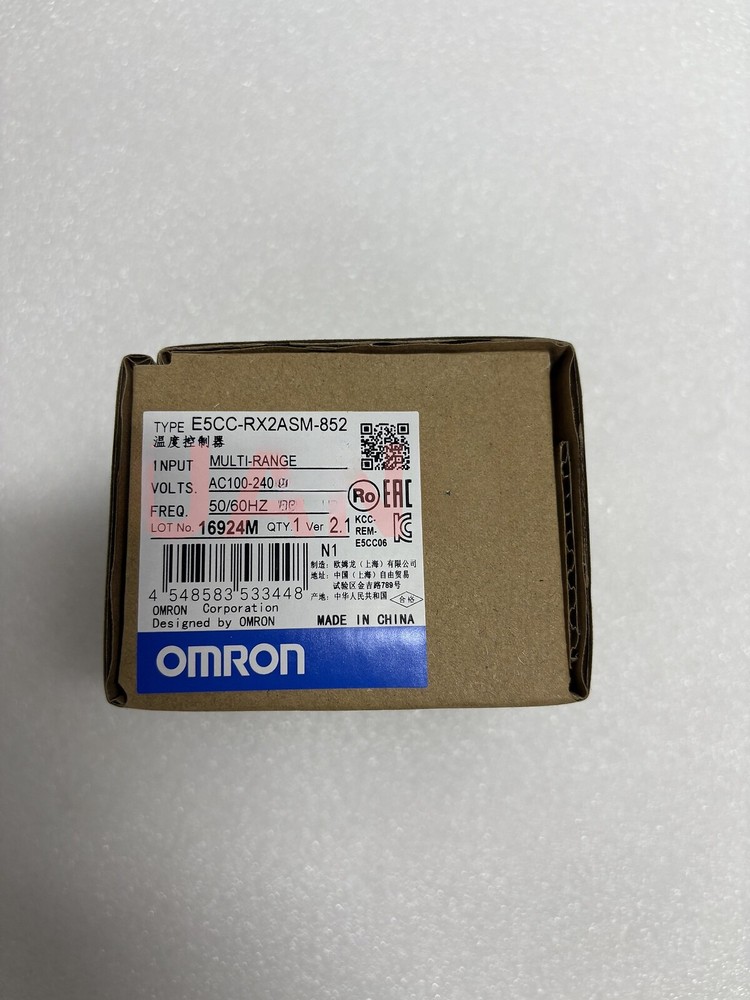 TYPE E5CC-RX2ASM-852
温度控制器
INPUT MULTI-RANGE
VOLTS. AC100-240
FREQ. 50/60HZ
LOT No. 16924M QTY.1 Ver 2.1
Ro EAC
KCC-
REM-
E5CC06
N1
制造: 欧姆龙（上海）有限公司
地址: 中国（上海）自由贸易
试验区金吉路789号
产地: 中华人民共和国
合格
4 548583 533448
OMRON Corporation
Designed by OMRON
MADE IN CHINA
OMRON